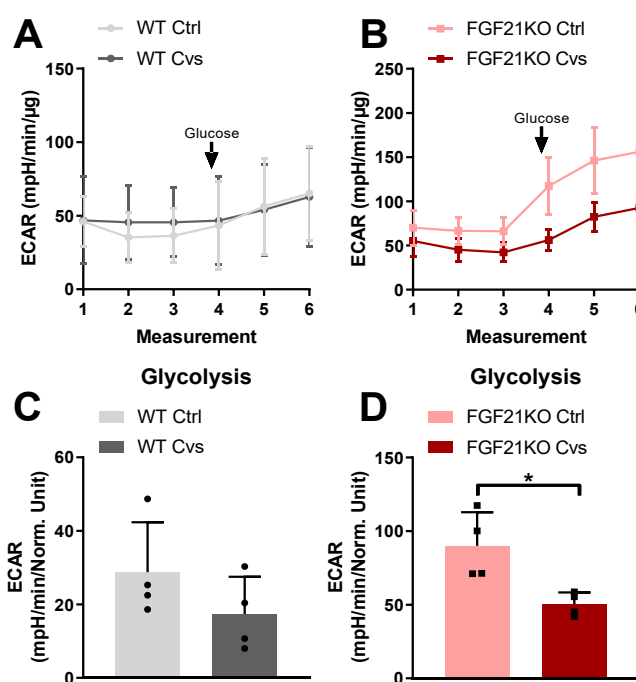 A
WT Ctrl
WT Cvs
150
100
50
0
ECAR (mpH/min/µg)
Glucose
1 2 3 4 5 6
Measurement
B
FGF21KO Ctrl
FGF21KO Cvs
250
200
150
100
50
0
ECAR (mpH/min/µg)
Glucose
1 2 3 4 5 6
Measurement
C
Glycolysis
WT Ctrl
WT Cvs
60
40
20
0
ECAR
(mpH/min/Norm. Unit)
D
Glycolysis
FGF21KO Ctrl
FGF21KO Cvs
150
100
50
0
ECAR
(mpH/min/Norm. Unit)
*